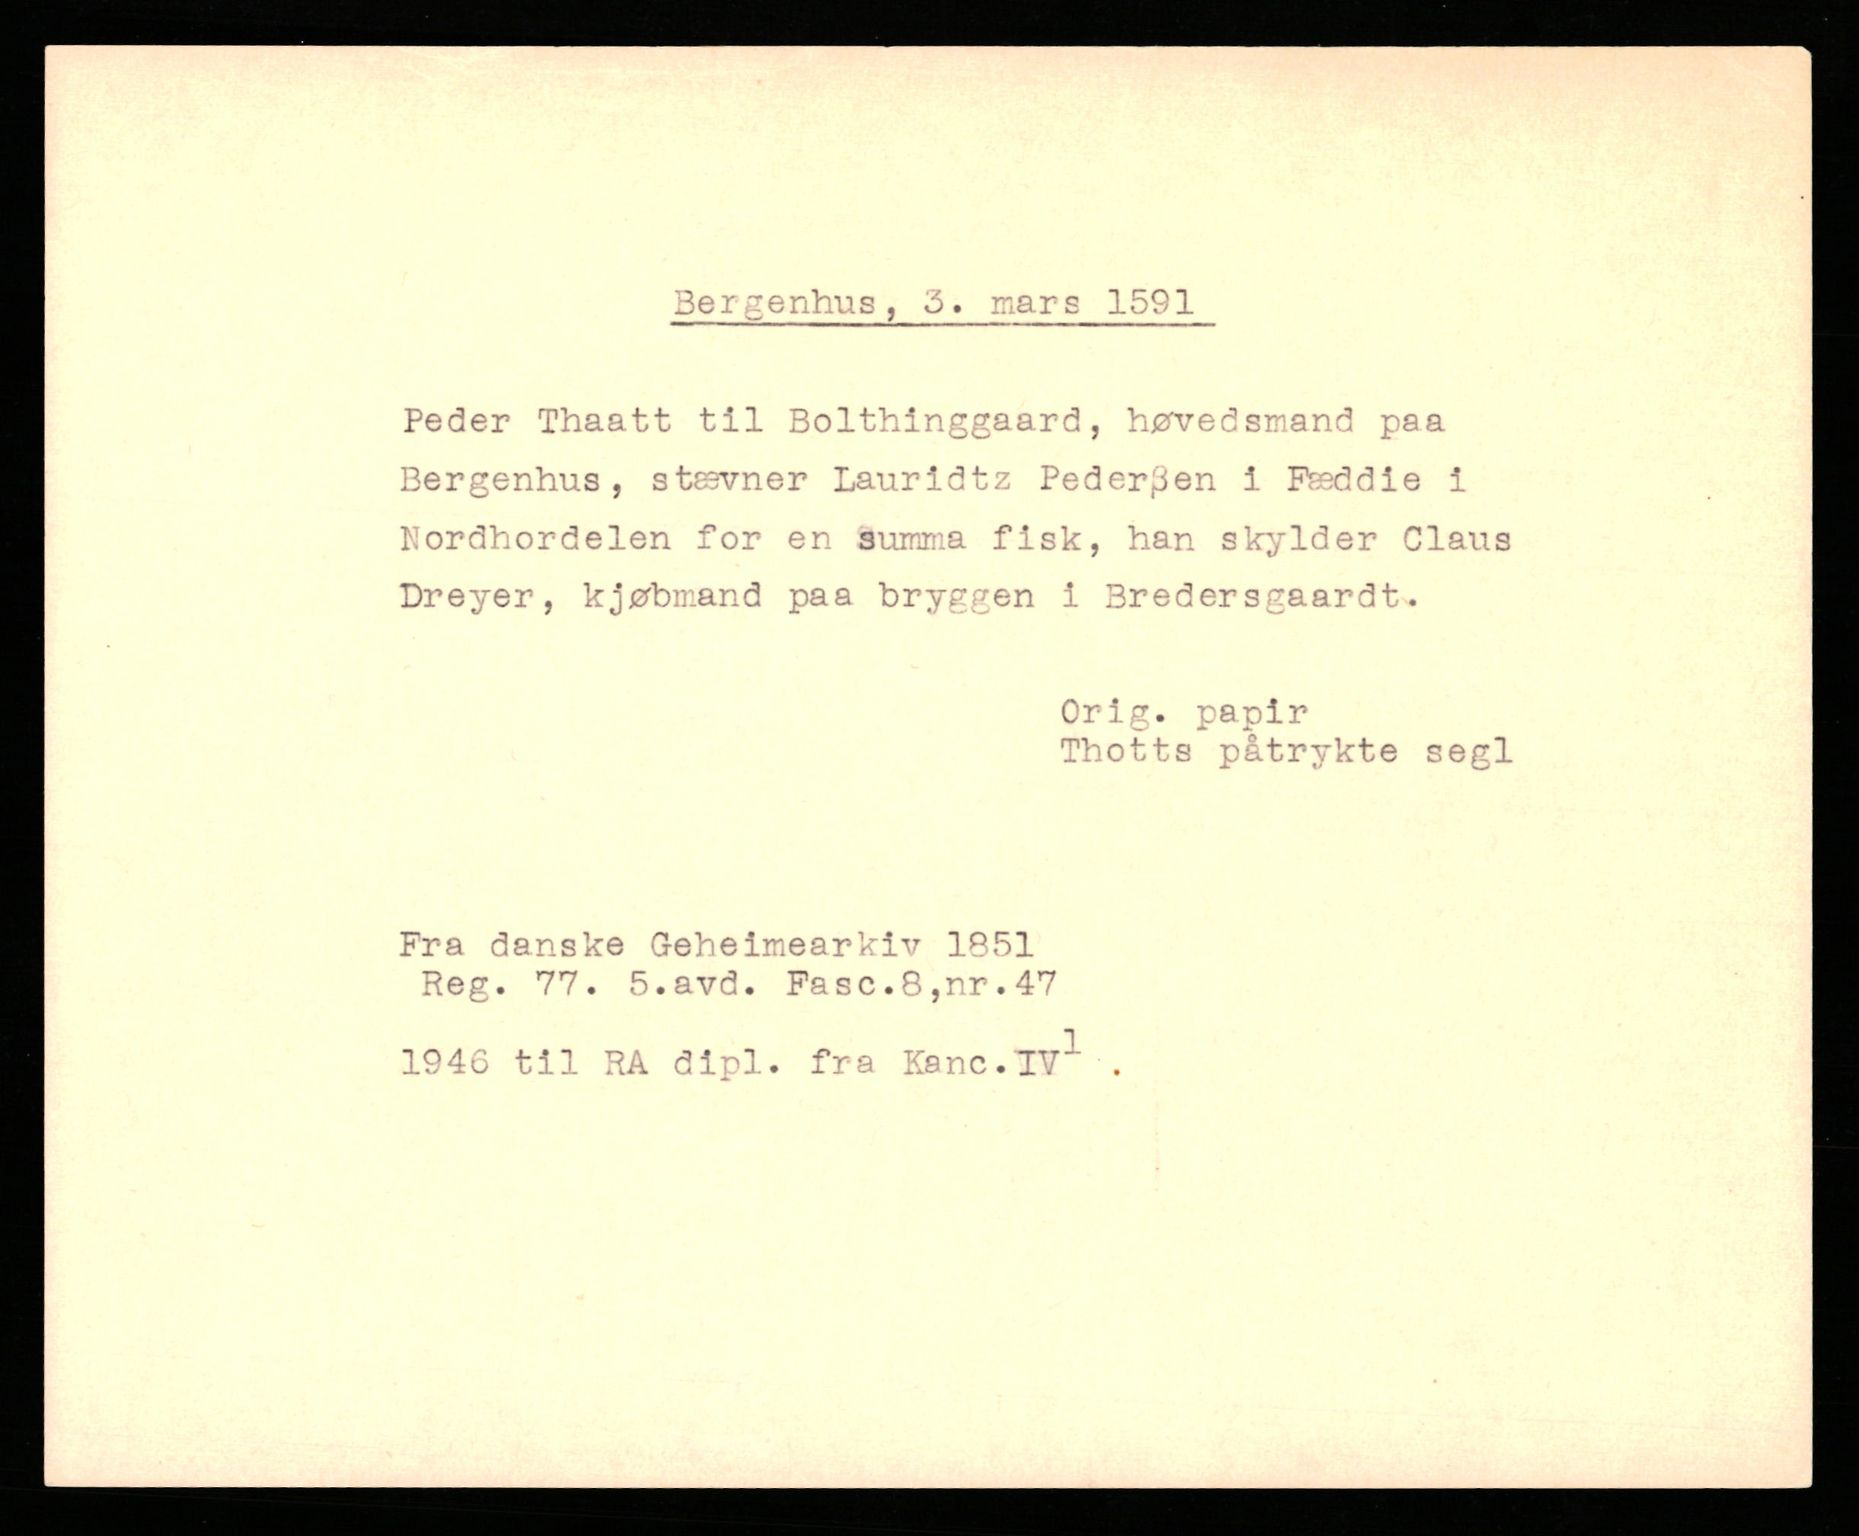 Bergenhus, 3. mars 1591
Peder Thaatt til Bolthinggaard, høvedsmand paa
Bergenhus, stævner Lauridtz Pederßen i Fæddie i
Nordhordelen for en summa fisk, han skylder Claus
Dreyer, kjøbmand paa bryggen i Bredersgaardt.
Orig. papir
Thotts påtrykte segl
Fra danske Geheimearkiv 1851
Reg. 77. 5.avd. Fasc.8,nr.47
1946 til RA dipl. fra Kanc.IV¹ .